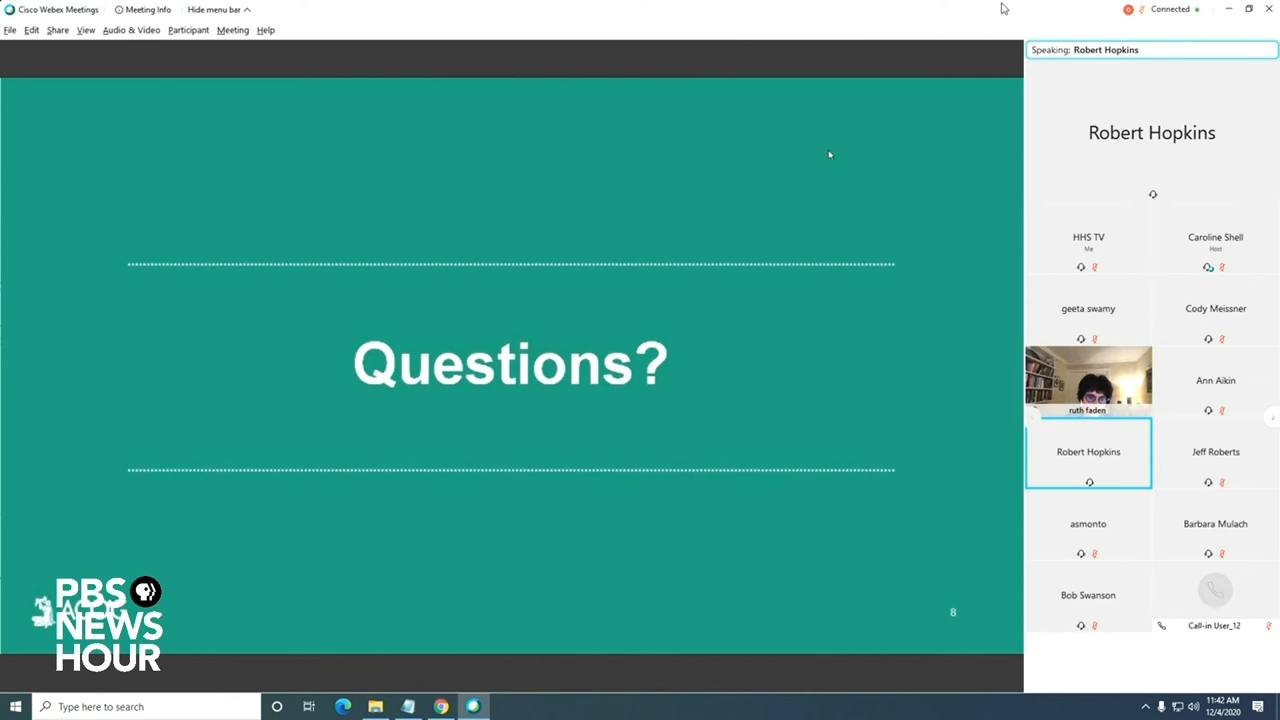 Cisco Webex Meetings
Meeting Info
Hide menu bar
Connected
File Edit Share View Audio & Video Participant Meeting Help
Speaking: Robert Hopkins
Robert Hopkins
HHS TV
Me
Caroline Shell
Host
geeta swamy
Cody Meissner
ruth faden
Ann Aikin
Robert Hopkins
Jeff Roberts
asmonto
Barbara Mulach
Bob Swanson
Call-in User_12
Questions?
8
PBS
NEWS
HOUR
Type here to search
11:42 AM
12/4/2020